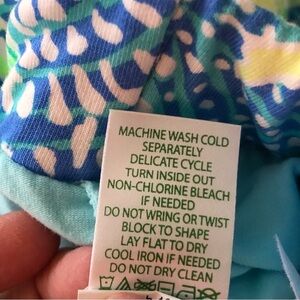 MACHINE WASH COLD
SEPARATELY
DELICATE CYCLE
TURN INSIDE OUT
NON-CHLORINE BLEACH
IF NEEDED
DO NOT WRING OR TWIST
BLOCK TO SHAPE
LAY FLAT TO DRY
COOL IRON IF NEEDED
DO NOT DRY CLEAN